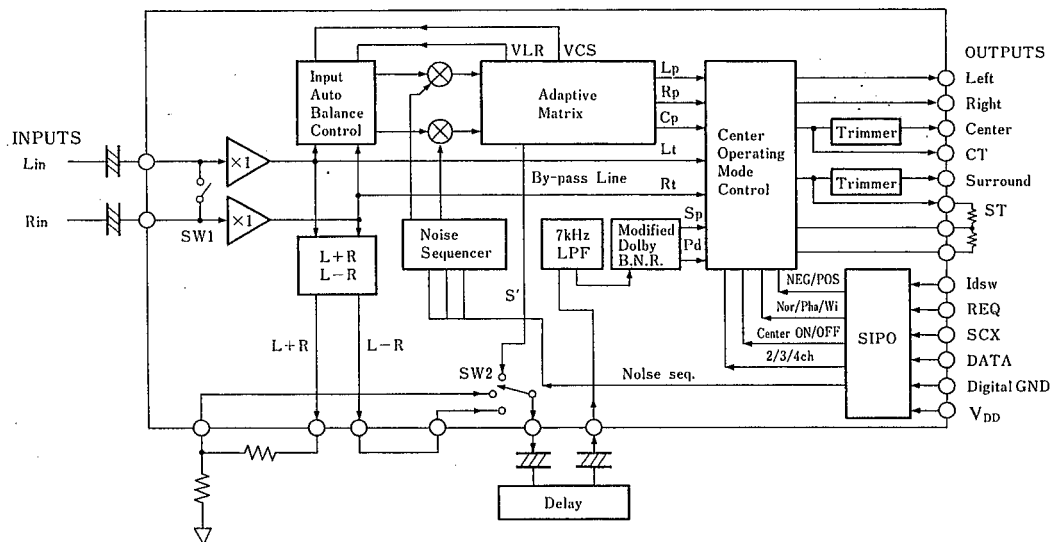 VLR
VCS
OUTPUTS
Input
Auto
Balance
Control
Adaptive
Matrix
Lp
Rp
Cp
Lt
Rt
By-pass Line
Center
Operating
Mode
Control
Left
Right
Trimmer
Center
CT
Trimmer
Surround
ST
INPUTS
Lin
Rin
×1
×1
SW1
L+R
L−R
Noise
Sequencer
7kHz
LPF
Modified
Dolby
B.N.R.
Sp
Pd
S'
NEG/POS
Nor/Pha/Wi
Center ON/OFF
2/3/4ch
Noise seq.
SIPO
Idsw
REQ
SCX
DATA
Digital GND
VDD
L+R
L−R
SW2
Delay